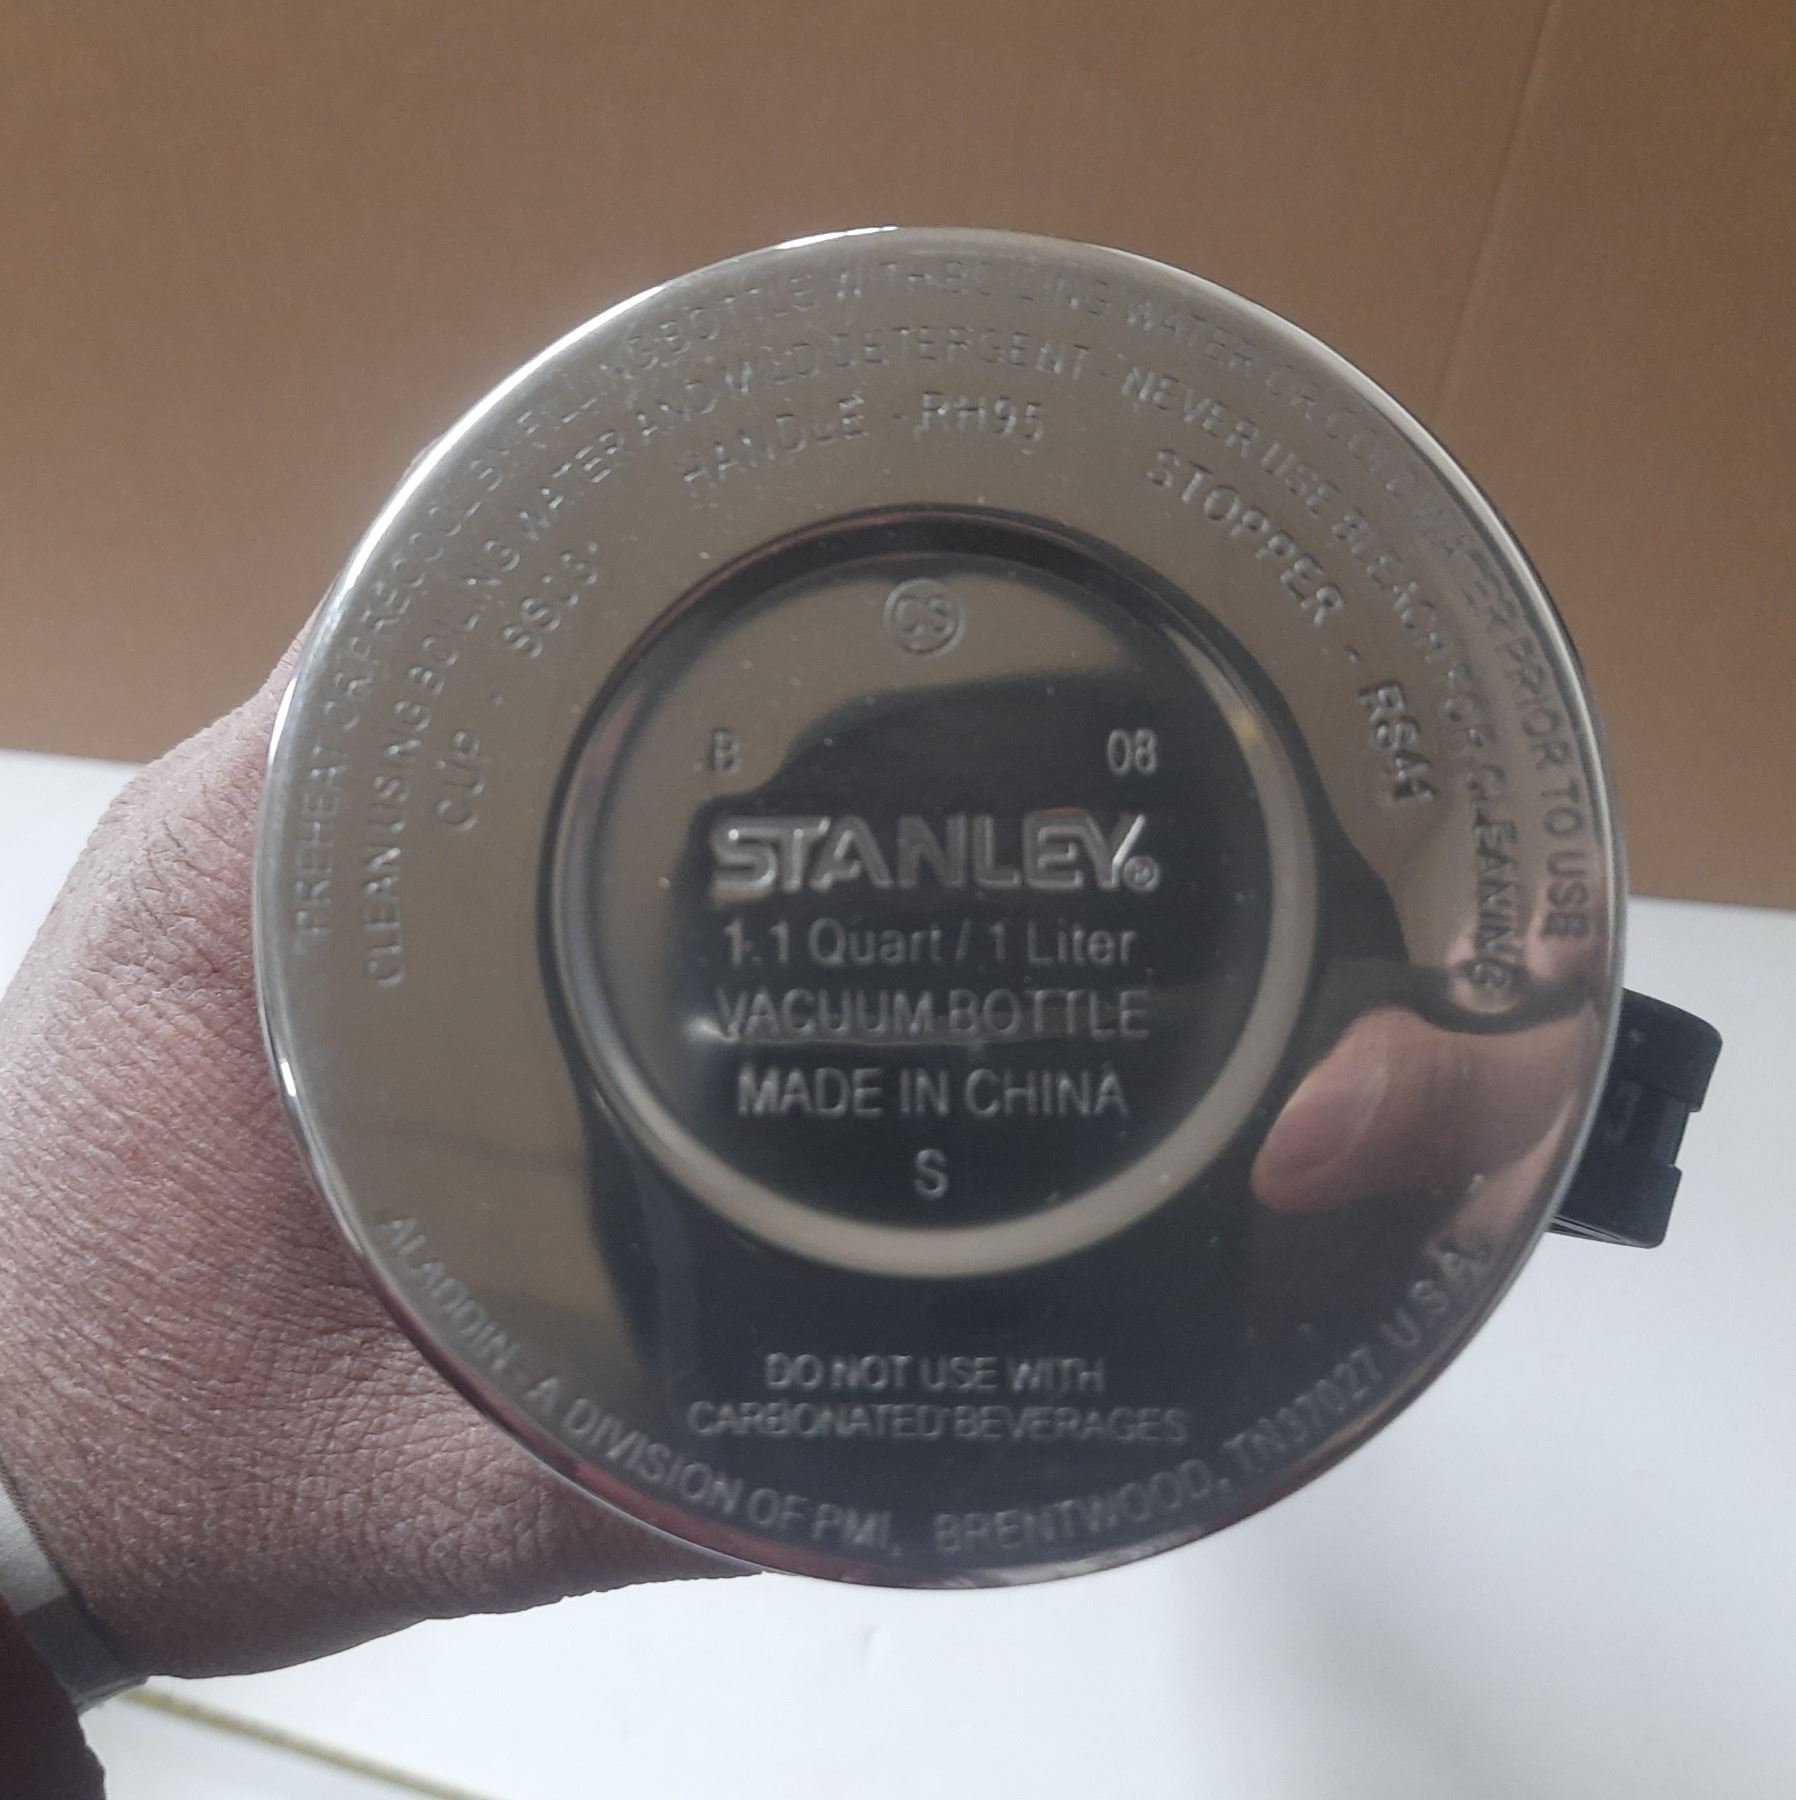 PREHEAT OR PRECOOL BY FILLING BOTTLE WITH BOILING WATER OR COLD WATER PRIOR TO USE
CLEAN USING BOILING WATER AND MILD DETERGENT - NEVER USE BLEACH FOR CLEANING
CUP - HANDLE - RH95 STOPPER - RS41
CS
B 08
STANLEY®
1.1 Quart / 1 Liter
VACUUM BOTTLE
MADE IN CHINA
S
DO NOT USE WITH
CARBONATED BEVERAGES
ALADDIN - A DIVISION OF PMI, BRENTWOOD, TN 37027 U.S.A.